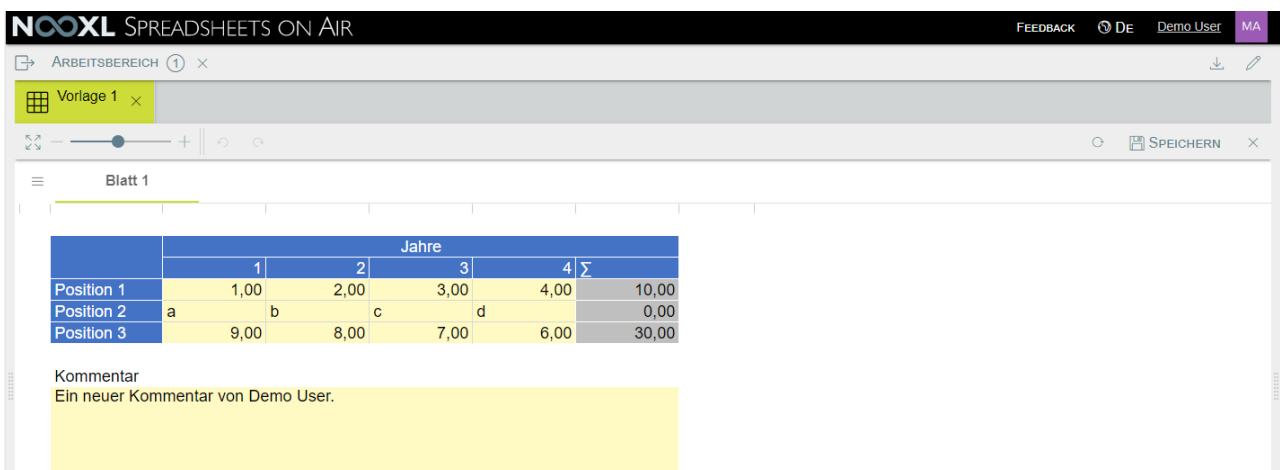 NOOXL SPREADSHEETS ON AIR FEEDBACK DE Demo User MA
ARBEITSBEREICH 1
Vorlage 1
SPEICHERN
Blatt 1
Jahre
1 2 3 4 ∑
Position 1 1,00 2,00 3,00 4,00 10,00
Position 2 a b c d 0,00
Position 3 9,00 8,00 7,00 6,00 30,00
Kommentar
Ein neuer Kommentar von Demo User.